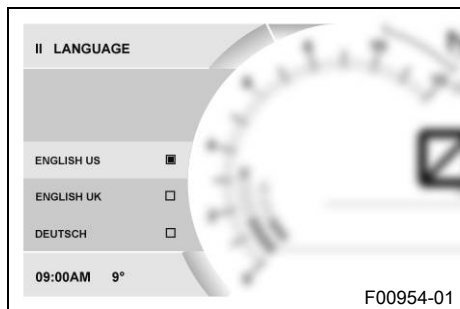 II LANGUAGE
ENGLISH US
ENGLISH UK
DEUTSCH
09:00AM 9°
F00954-01